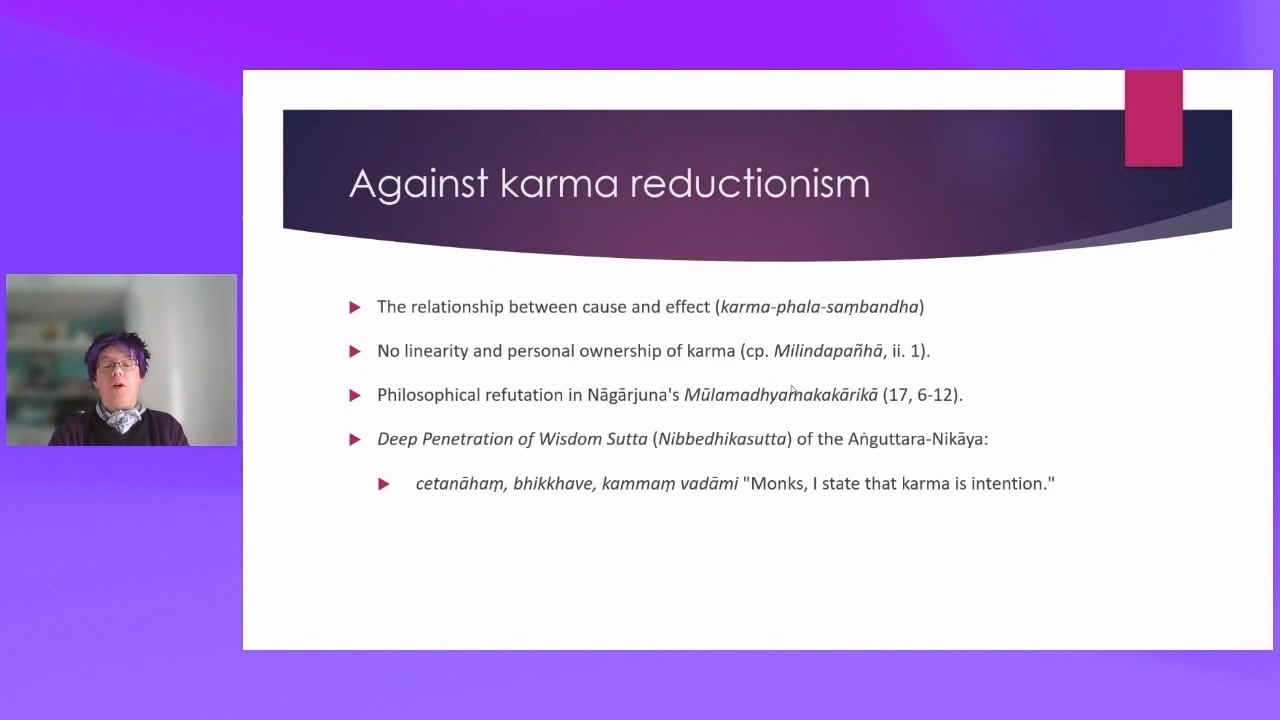 Against karma reductionism
The relationship between cause and effect (karma-phala-saṃbandha)
No linearity and personal ownership of karma (cp. Milindapañhā, ii. 1).
Philosophical refutation in Nāgārjuna's Mūlamadhyamakakārikā (17, 6-12).
Deep Penetration of Wisdom Sutta (Nibbedhikasutta) of the Aṅguttara-Nikāya:
cetanāhaṃ, bhikkhave, kammaṃ vadāmi "Monks, I state that karma is intention."